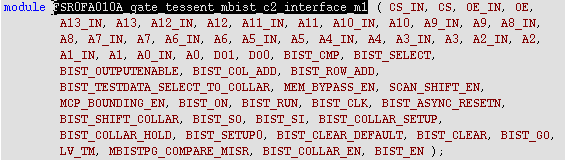 module FSR0FA010A_gate_tessent_mbist_c2_interface_m1 ( CS_IN, CS, OE_IN, OE,
A13_IN, A13, A12_IN, A12, A11_IN, A11, A10_IN, A10, A9_IN, A9, A8_IN,
A8, A7_IN, A7, A6_IN, A6, A5_IN, A5, A4_IN, A4, A3_IN, A3, A2_IN, A2,
A1_IN, A1, A0_IN, A0, DO1, DO0, BIST_CMP, BIST_SELECT,
BIST_OUTPUTENABLE, BIST_COL_ADD, BIST_ROW_ADD,
BIST_TESTDATA_SELECT_TO_COLLAR, MEM_BYPASS_EN, SCAN_SHIFT_EN,
MCP_BOUNDING_EN, BIST_ON, BIST_RUN, BIST_CLK, BIST_ASYNC_RESETN,
BIST_SHIFT_COLLAR, BIST_SO, BIST_SI, BIST_COLLAR_SETUP,
BIST_COLLAR_HOLD, BIST_SETUP0, BIST_CLEAR_DEFAULT, BIST_CLEAR, BIST_GO,
LV_TM, MBISTPG_COMPARE_MISR, BIST_COLLAR_EN, BIST_EN );